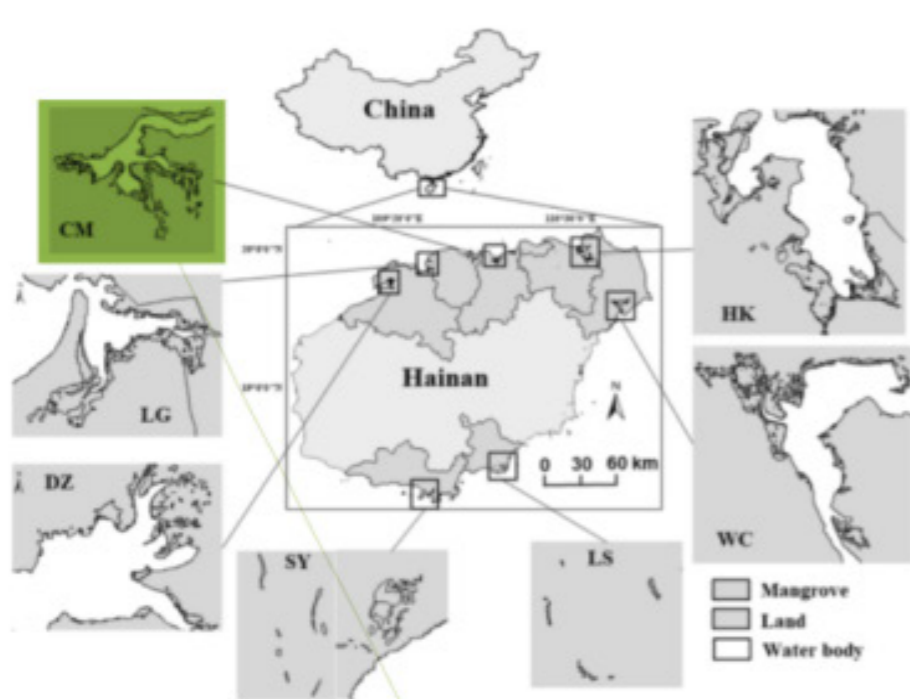 China
CM
HK
LG
Hainan
N
0 30 60 km
DZ
WC
SY
LS
Mangrove
Land
Water body